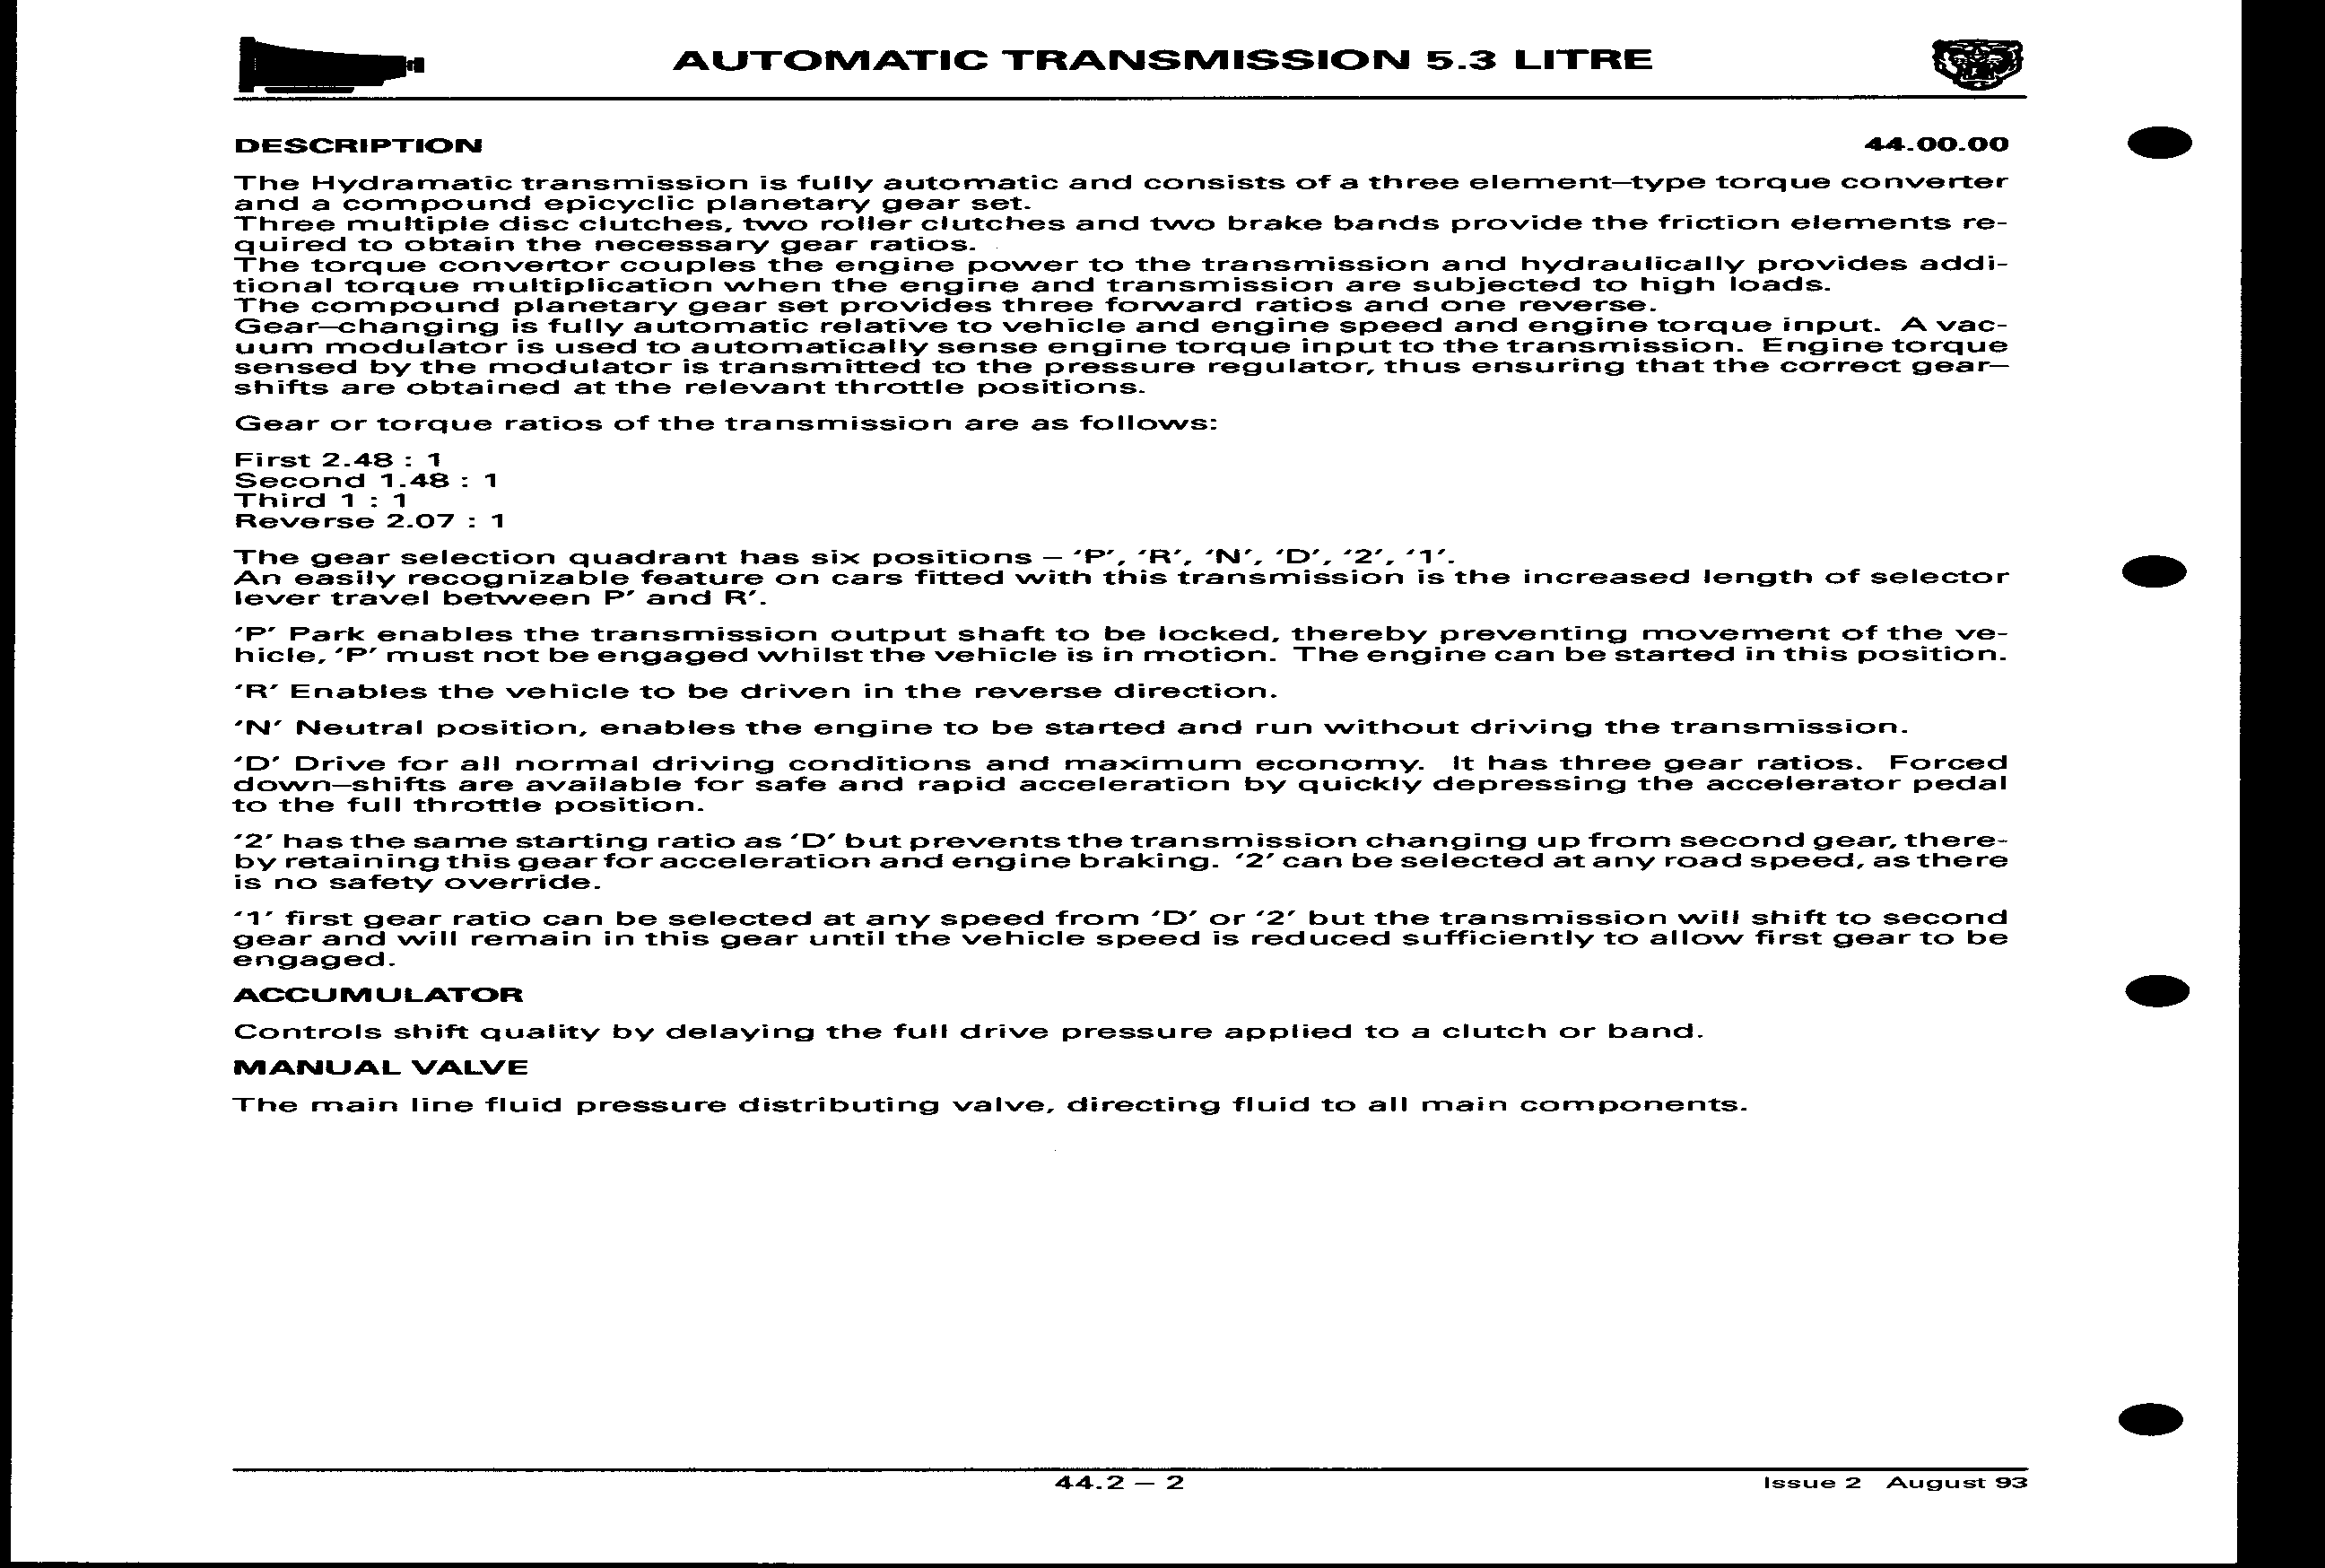 AUTOMATIC TRANSMISSION 5.3 LITRE
DESCRIPTION 44.00.00
The Hydramatic transmission is fully automatic and consists of a three element–type torque converter
and a compound epicyclic planetary gear set.
Three multiple disc clutches, two roller clutches and two brake bands provide the friction elements re-
quired to obtain the necessary gear ratios.
The torque convertor couples the engine power to the transmission and hydraulically provides addi-
tional torque multiplication when the engine and transmission are subjected to high loads.
The compound planetary gear set provides three forward ratios and one reverse.
Gear–changing is fully automatic relative to vehicle and engine speed and engine torque input. A vac-
uum modulator is used to automatically sense engine torque input to the transmission. Engine torque
sensed by the modulator is transmitted to the pressure regulator, thus ensuring that the correct gear–
shifts are obtained at the relevant throttle positions.
Gear or torque ratios of the transmission are as follows:
First 2.48 : 1
Second 1.48 : 1
Third 1 : 1
Reverse 2.07 : 1
The gear selection quadrant has six positions – ‘P’, ‘R’, ‘N’, ‘D’, ‘2’, ‘1’.
An easily recognizable feature on cars fitted with this transmission is the increased length of selector
lever travel between P’ and R’.
‘P’ Park enables the transmission output shaft to be locked, thereby preventing movement of the ve-
hicle, ‘P’ must not be engaged whilst the vehicle is in motion. The engine can be started in this position.
‘R’ Enables the vehicle to be driven in the reverse direction.
‘N’ Neutral position, enables the engine to be started and run without driving the transmission.
‘D’ Drive for all normal driving conditions and maximum economy. It has three gear ratios. Forced
down–shifts are available for safe and rapid acceleration by quickly depressing the accelerator pedal
to the full throttle position.
‘2’ has the same starting ratio as ‘D’ but prevents the transmission changing up from second gear, there-
by retaining this gear for acceleration and engine braking. ‘2’ can be selected at any road speed, as there
is no safety override.
‘1’ first gear ratio can be selected at any speed from ‘D’ or ‘2’ but the transmission will shift to second
gear and will remain in this gear until the vehicle speed is reduced sufficiently to allow first gear to be
engaged.
ACCUMULATOR
Controls shift quality by delaying the full drive pressure applied to a clutch or band.
MANUAL VALVE
The main line fluid pressure distributing valve, directing fluid to all main components.
44.2 – 2 Issue 2 August 93